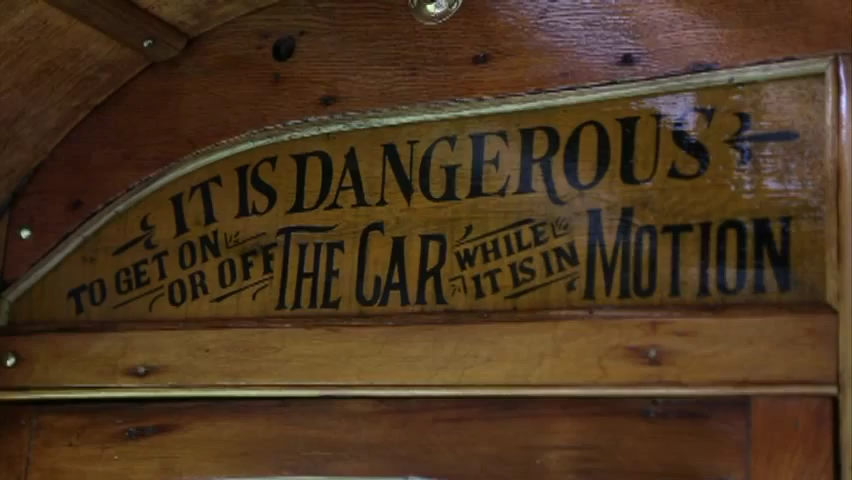 IT IS DANGEROUS
TO GET ON
OR OFF
THE CAR
WHILE
IT IS IN
MOTION